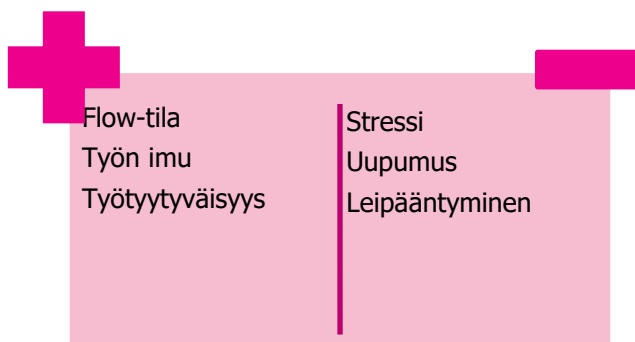 Flow-tila
Työn imu
Työtyytyväisyys
Stressi
Uupumus
Leipääntyminen